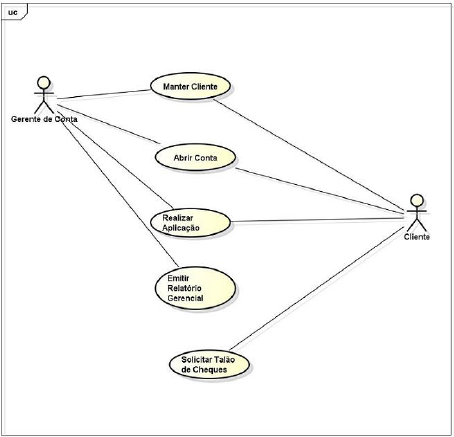 uc
Manter Cliente
Gerente de Conta
Abrir Conta
Realizar
Aplicação
Cliente
Emitir
Relatório
Gerencial
Solicitar Talão
de Cheques